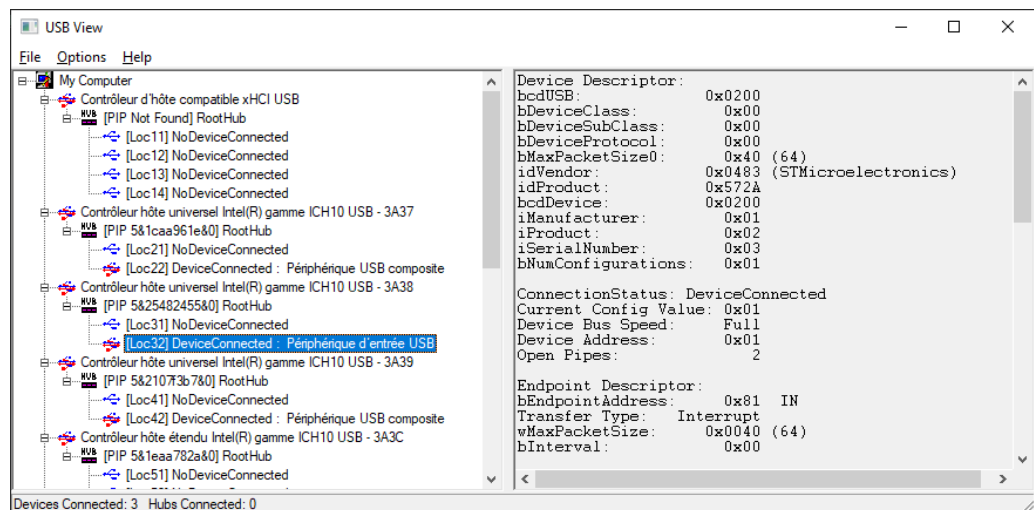 USB View
File Options Help
My Computer
Contrôleur d'hôte compatible xHCI USB
[PIP Not Found] RootHub
[Loc11] NoDeviceConnected
[Loc12] NoDeviceConnected
[Loc13] NoDeviceConnected
[Loc14] NoDeviceConnected
Contrôleur hôte universel Intel(R) gamme ICH10 USB - 3A37
[PIP 5&1caa961e&0] RootHub
[Loc21] NoDeviceConnected
[Loc22] DeviceConnected : Périphérique USB composite
Contrôleur hôte universel Intel(R) gamme ICH10 USB - 3A38
[PIP 5&25482455&0] RootHub
[Loc31] NoDeviceConnected
[Loc32] DeviceConnected : Périphérique d'entrée USB
Contrôleur hôte universel Intel(R) gamme ICH10 USB - 3A39
[PIP 5&2107f3b7&0] RootHub
[Loc41] NoDeviceConnected
[Loc42] DeviceConnected : Périphérique USB composite
Contrôleur hôte étendu Intel(R) gamme ICH10 USB - 3A3C
[PIP 5&1eaa782a&0] RootHub
[Loc51] NoDeviceConnected
Device Descriptor:
bcdUSB: 0x0200
bDeviceClass: 0x00
bDeviceSubClass: 0x00
bDeviceProtocol: 0x00
bMaxPacketSize0: 0x40 (64)
idVendor: 0x0483 (STMicroelectronics)
idProduct: 0x572A
bcdDevice: 0x0200
iManufacturer: 0x01
iProduct: 0x02
iSerialNumber: 0x03
bNumConfigurations: 0x01
ConnectionStatus: DeviceConnected
Current Config Value: 0x01
Device Bus Speed: Full
Device Address: 0x01
Open Pipes: 2
Endpoint Descriptor:
bEndpointAddress: 0x81 IN
Transfer Type: Interrupt
wMaxPacketSize: 0x0040 (64)
bInterval: 0x00
Devices Connected: 3 Hubs Connected: 0